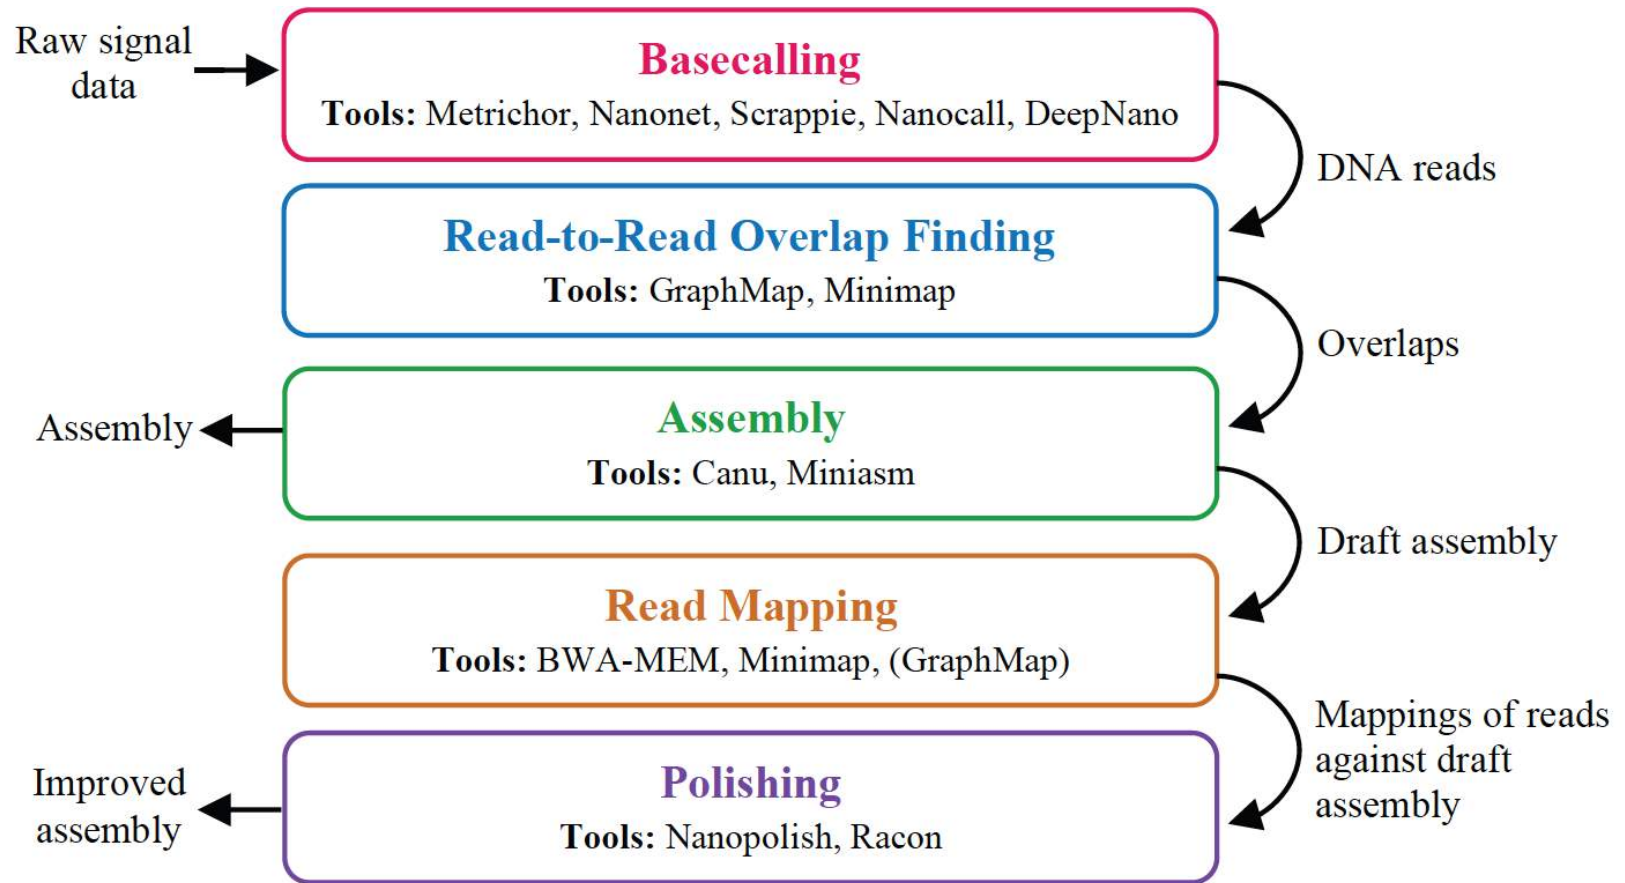 Raw signal
data
Basecalling
Tools: Metrichor, Nanonet, Scrappie, Nanocall, DeepNano
DNA reads
Read-to-Read Overlap Finding
Tools: GraphMap, Minimap
Overlaps
Assembly
Assembly
Tools: Canu, Miniasm
Draft assembly
Read Mapping
Tools: BWA-MEM, Minimap, (GraphMap)
Mappings of reads
against draft
assembly
Improved
assembly
Polishing
Tools: Nanopolish, Racon